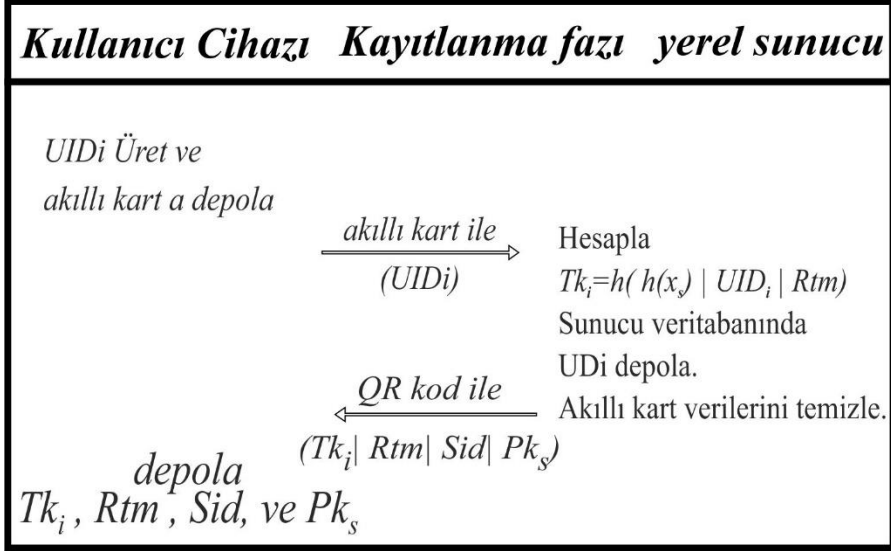 Kullanıcı Cihazı Kayıtlanma fazı yerel sunucu
UIDi Üret ve
akıllı kart a depola
akıllı kart ile
(UIDi)
Hesapla
Tkᵢ=h( h(xₛ) | UIDᵢ | Rtm)
Sunucu veritabanında
UDi depola.
Akıllı kart verilerini temizle.
QR kod ile
(Tkᵢ| Rtm| Sid| Pkₛ)
depola
Tkᵢ , Rtm , Sid, ve Pkₛ